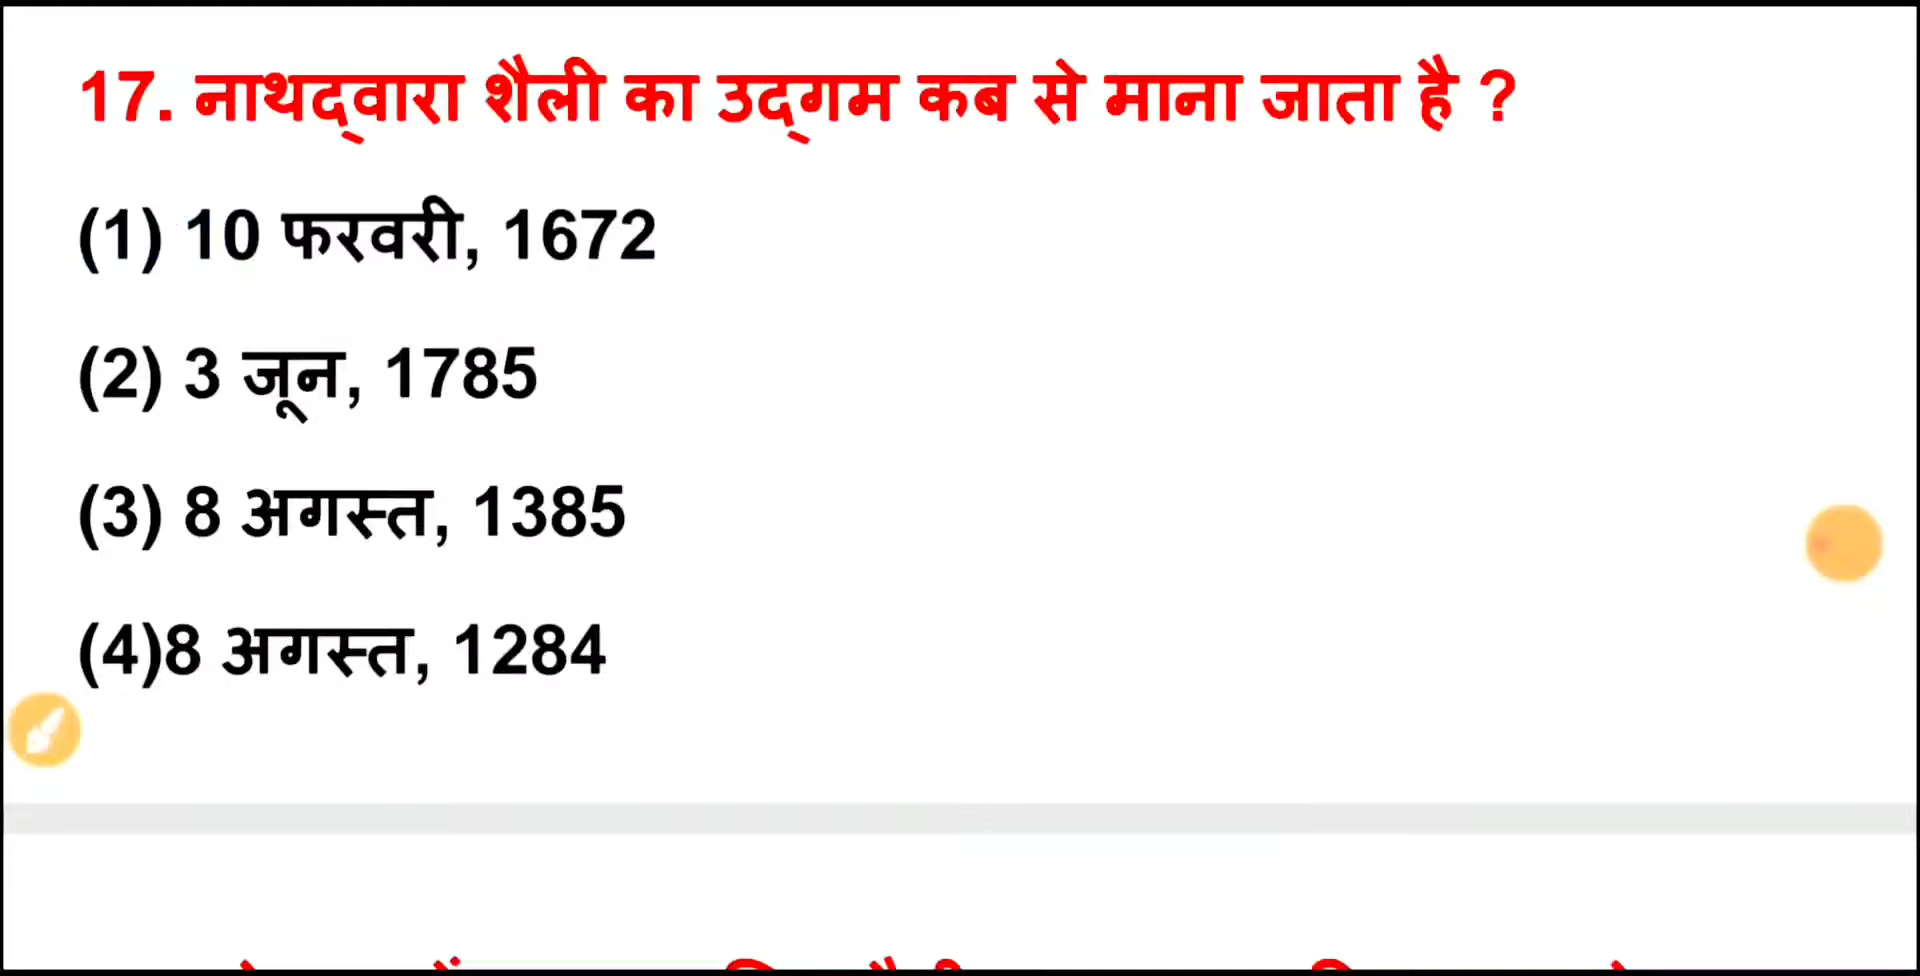 17. नाथद्वारा शैली का उद्गम कब से माना जाता है ?
(1) 10 फरवरी, 1672
(2) 3 जून, 1785
(3) 8 अगस्त, 1385
(4)8 अगस्त, 1284